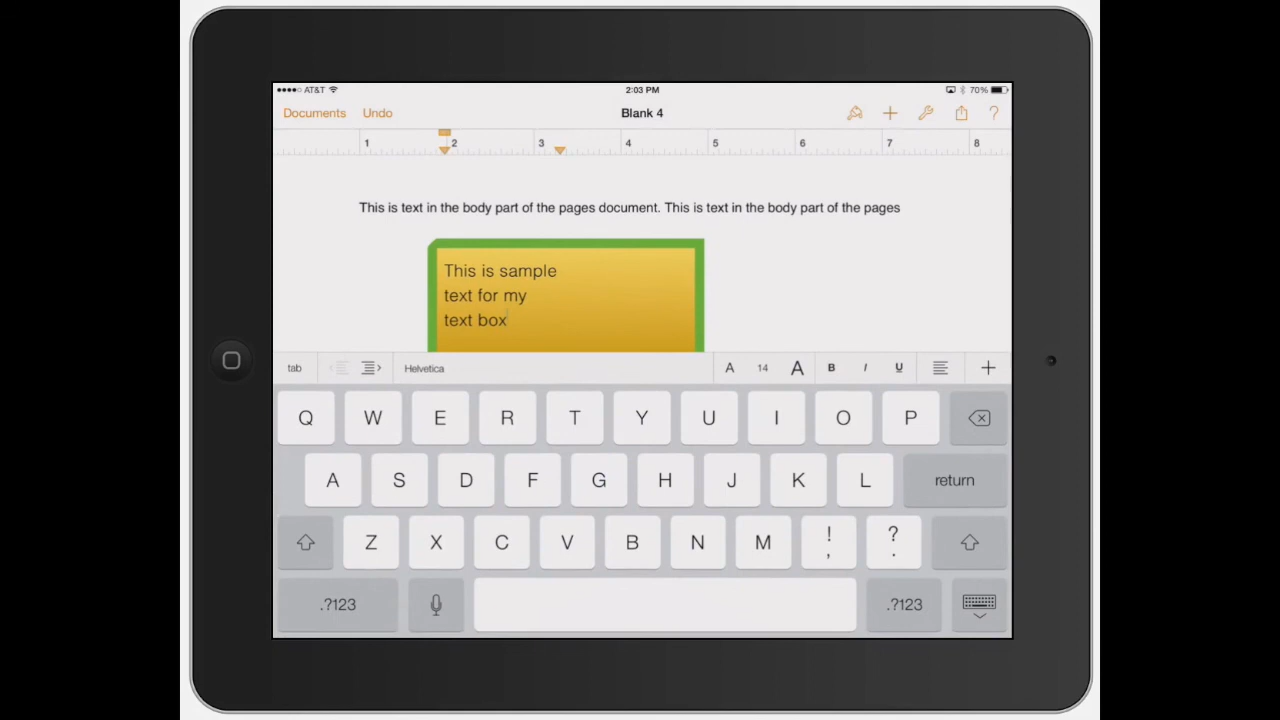 AT&T 2:03 PM 70%
Documents Undo Blank 4 ?
1 2 3 4 5 6 7 8
This is text in the body part of the pages document. This is text in the body part of the pages
This is sample
text for my
text box
tab Helvetica A 14 A B I U
Q W E R T Y U I O P
A S D F G H J K L return
Z X C V B N M ! , ? .
.?123 .?123